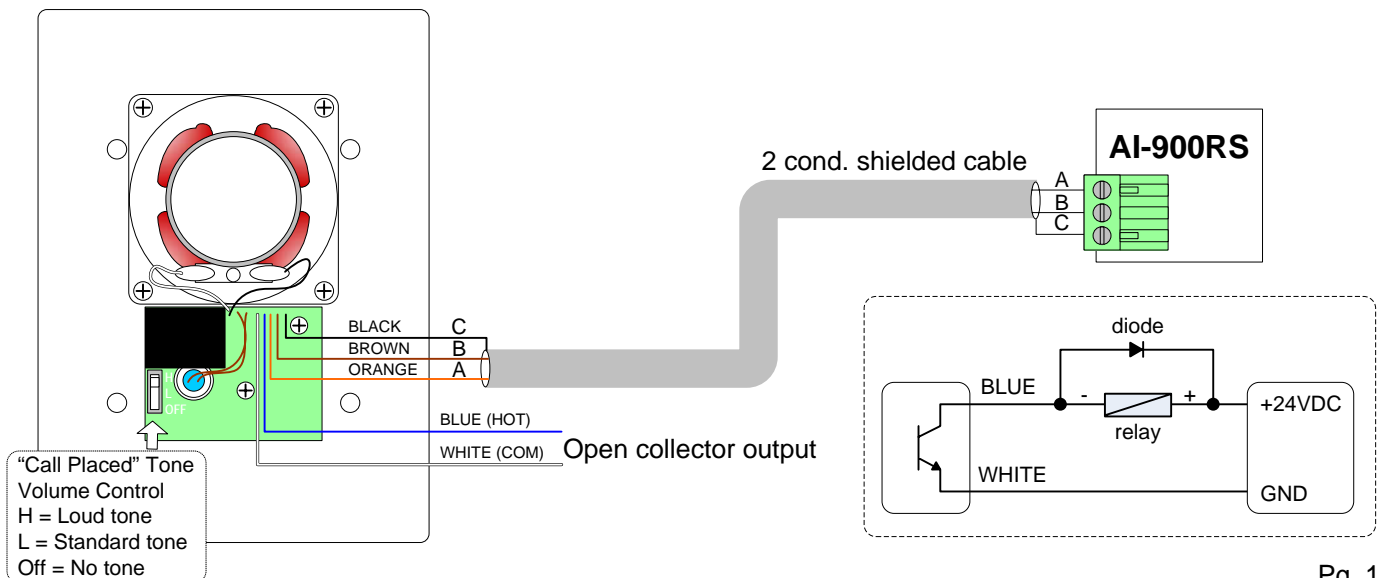 2 cond. shielded cable
AI-900RS
A
B
C
BLACK
C
BROWN
B
ORANGE
A
BLUE (HOT)
WHITE (COM)
Open collector output
H
L
OFF
"Call Placed" Tone
Volume Control
H = Loud tone
L = Standard tone
Off = No tone
diode
BLUE
-
+
+24VDC
relay
WHITE
GND
Pg. 1